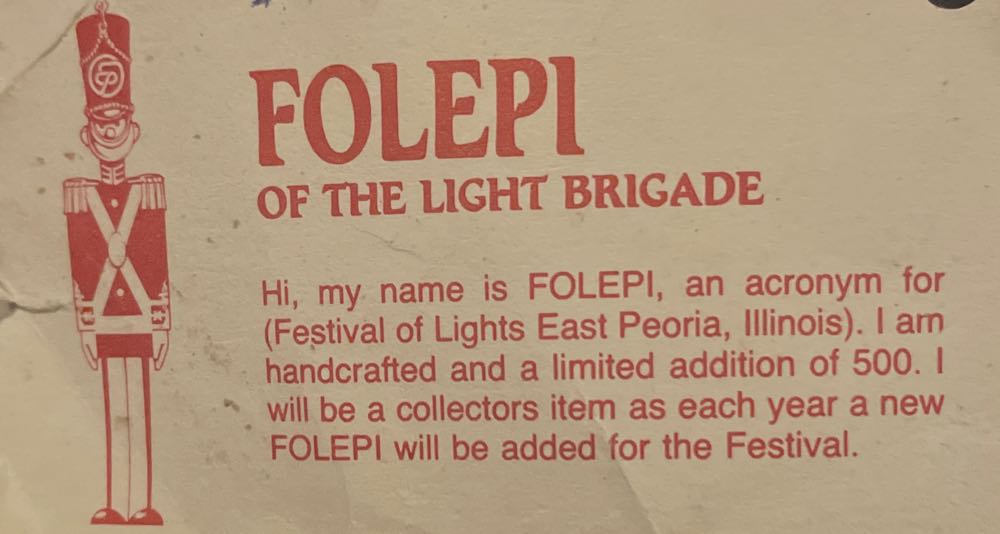 FOLEPI
OF THE LIGHT BRIGADE
Hi, my name is FOLEPI, an acronym for
(Festival of Lights East Peoria, Illinois). I am
handcrafted and a limited addition of 500. I
will be a collectors item as each year a new
FOLEPI will be added for the Festival.